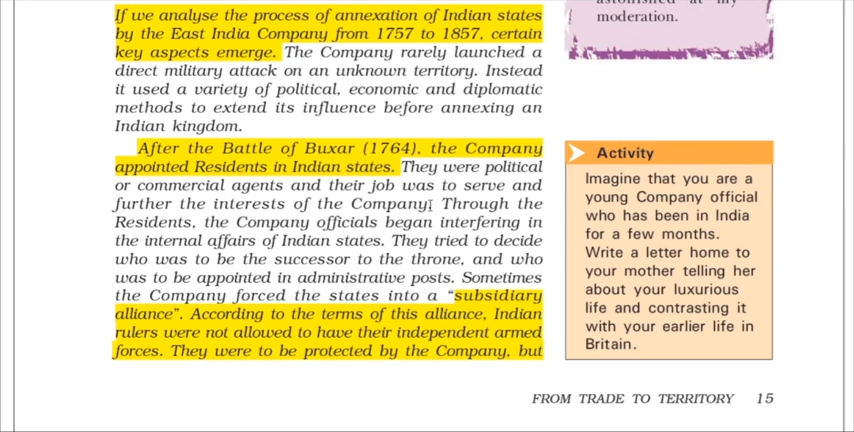 If we analyse the process of annexation of Indian states
by the East India Company from 1757 to 1857, certain
key aspects emerge. The Company rarely launched a
direct military attack on an unknown territory. Instead
it used a variety of political, economic and diplomatic
methods to extend its influence before annexing an
Indian kingdom.
After the Battle of Buxar (1764), the Company
appointed Residents in Indian states. They were political
or commercial agents and their job was to serve and
further the interests of the Company. Through the
Residents, the Company officials began interfering in
the internal affairs of Indian states. They tried to decide
who was to be the successor to the throne, and who
was to be appointed in administrative posts. Sometimes
the Company forced the states into a “subsidiary
alliance”. According to the terms of this alliance, Indian
rulers were not allowed to have their independent armed
forces. They were to be protected by the Company, but
moderation.
Activity
Imagine that you are a
young Company official
who has been in India
for a few months.
Write a letter home to
your mother telling her
about your luxurious
life and contrasting it
with your earlier life in
Britain.
FROM TRADE TO TERRITORY 15